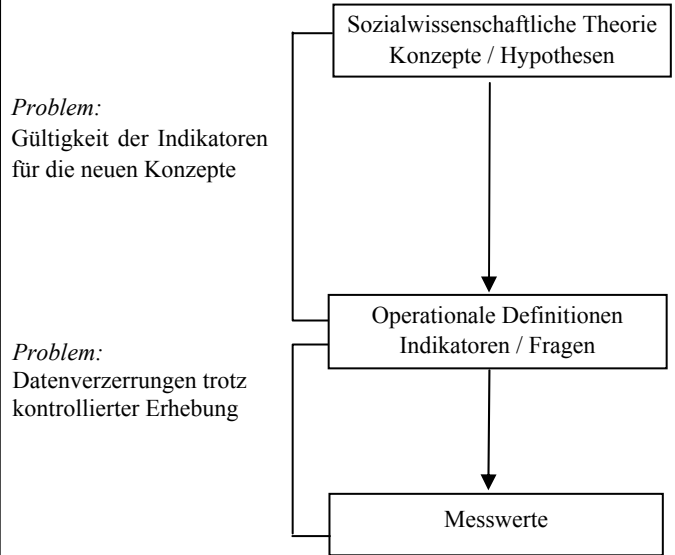 Sozialwissenschaftliche Theorie
Konzepte / Hypothesen
Problem:
Gültigkeit der Indikatoren
für die neuen Konzepte
Operationale Definitionen
Indikatoren / Fragen
Problem:
Datenverzerrungen trotz
kontrollierter Erhebung
Messwerte